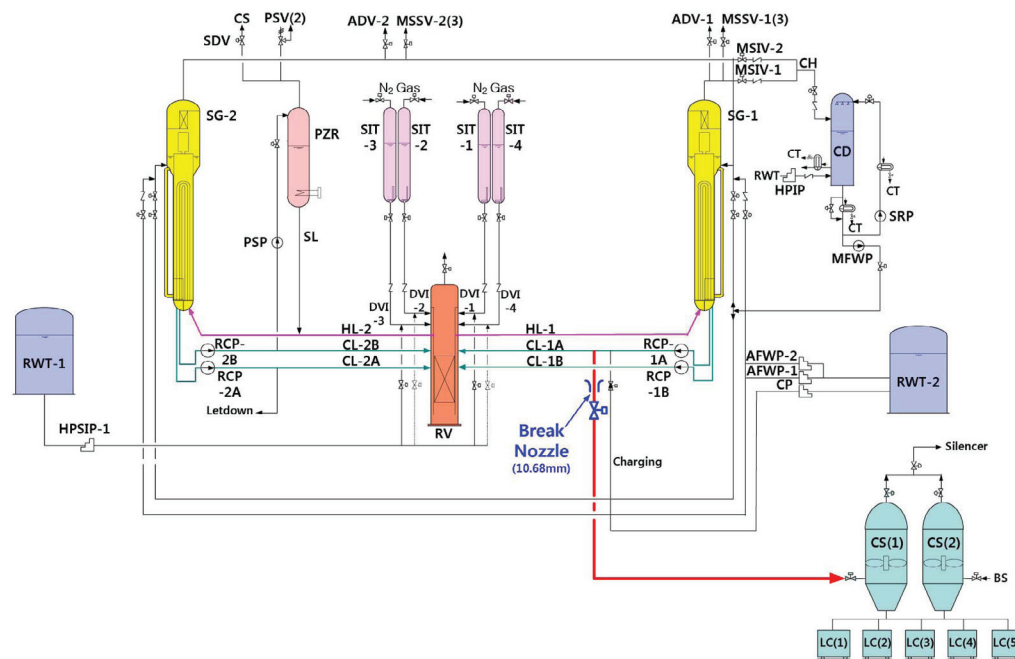 CS
PSV(2)
SDV
ADV-2
MSSV-2(3)
ADV-1
MSSV-1(3)
MSIV-2
MSIV-1
CH
N₂ Gas
N₂ Gas
SG-2
PZR
SIT
-3
SIT
-2
SIT
-1
SIT
-4
SG-1
CD
CT
RWT
HPIP
CT
CT
SRP
MFWP
PSP
SL
DVI
-3
DVI
-2
DVI
-1
DVI
-4
HL-2
HL-1
RWT-1
RCP-
2B
CL-2B
CL-1A
RCP-
1A
RCP
-2A
CL-2A
CL-1B
RCP
-1B
AFWP-2
AFWP-1
CP
RWT-2
Letdown
RV
HPSIP-1
Break
Nozzle
(10.68mm)
Charging
Silencer
CS(1)
CS(2)
BS
LC(1)
LC(2)
LC(3)
LC(4)
LC(5